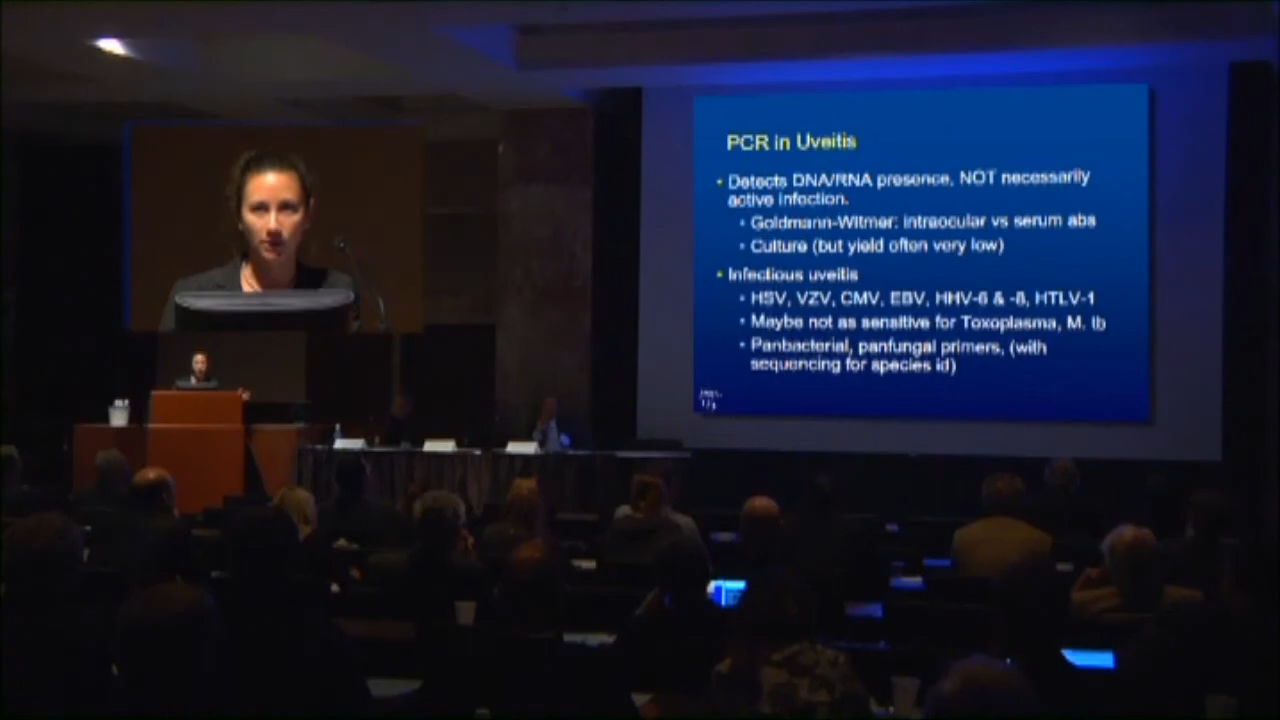 PCR in Uveitis
• Detects DNA/RNA presence, NOT necessarily
active infection.
• Goldmann-Witmer: intraocular vs serum abs
• Culture (but yield often very low)
• Infectious uveitis
• HSV, VZV, CMV, EBV, HHV-6 & -8, HTLV-1
• Maybe not as sensitive for Toxoplasma, M. tb
• Panbacterial, panfungal primers, (with
sequencing for species id)